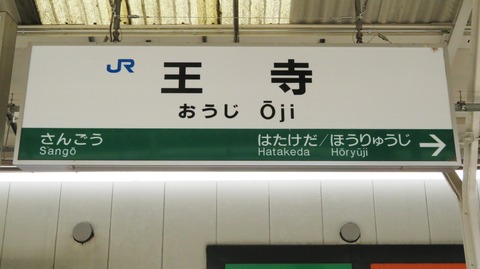 JR 王寺
おうじ Ōji
さんごう はたけだ/ほうりゅうじ →
Sangō Hatakeda Hōryūji